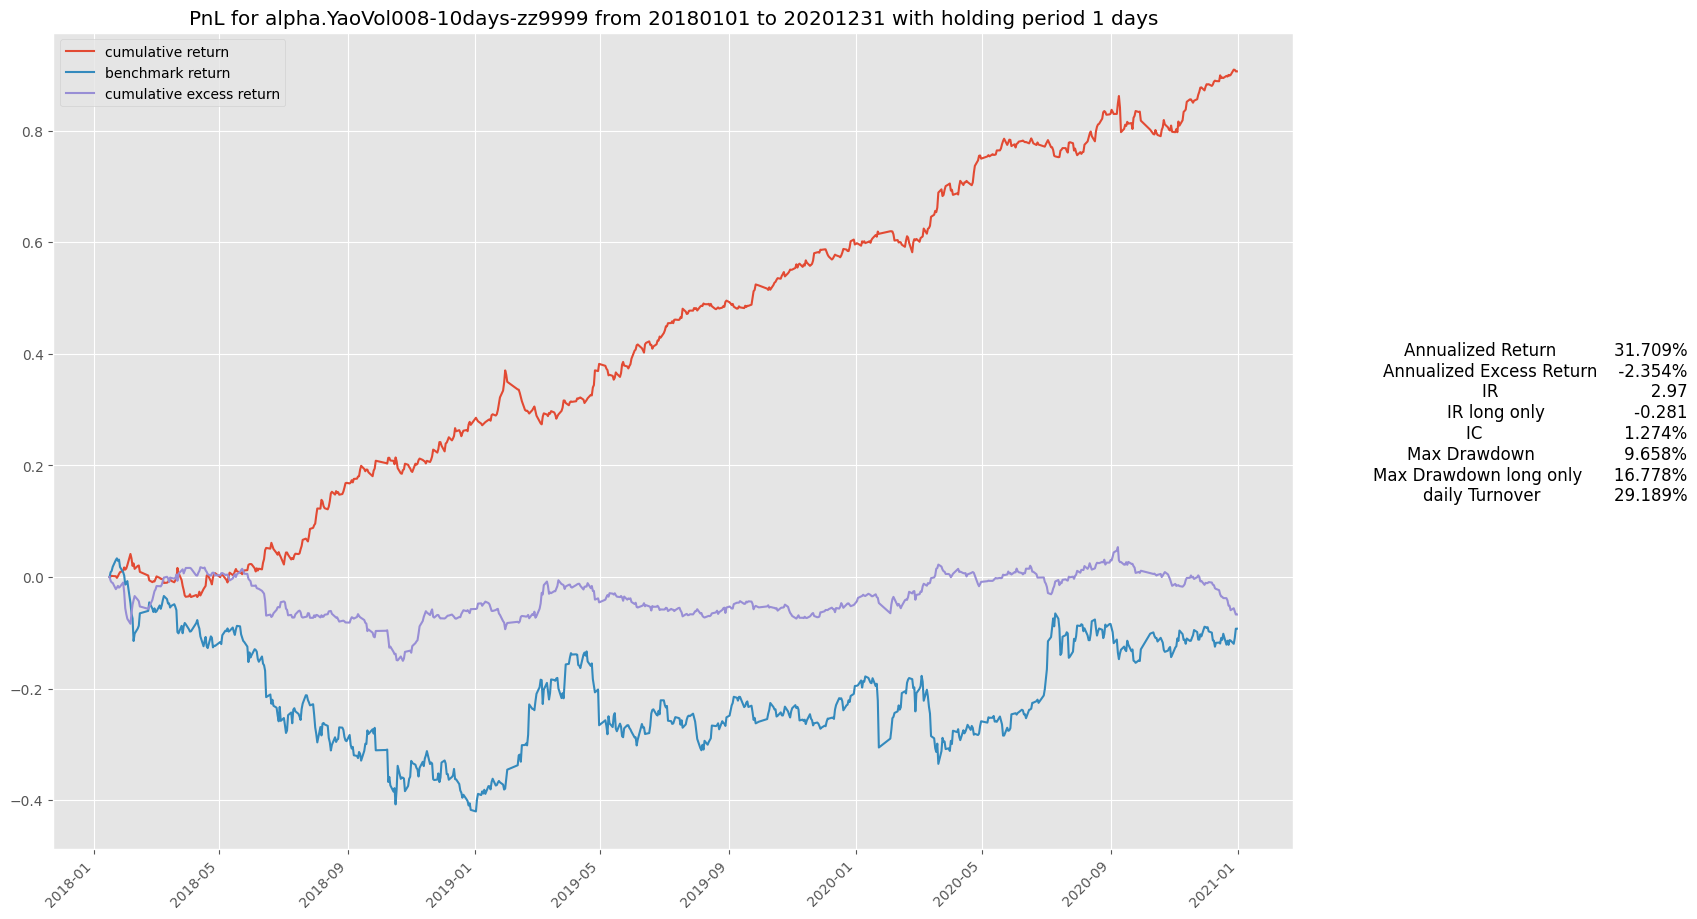 PnL for alpha.YaoVol008-10days-zz9999 from 20180101 to 20201231 with holding period 1 days
cumulative return
benchmark return
cumulative excess return
0.8
0.6
0.4
0.2
0.0
−0.2
−0.4
2018-01
2018-05
2018-09
2019-01
2019-05
2019-09
2020-01
2020-05
2020-09
2021-01
Annualized Return 31.709%
Annualized Excess Return -2.354%
IR 2.97
IR long only -0.281
IC 1.274%
Max Drawdown 9.658%
Max Drawdown long only 16.778%
daily Turnover 29.189%